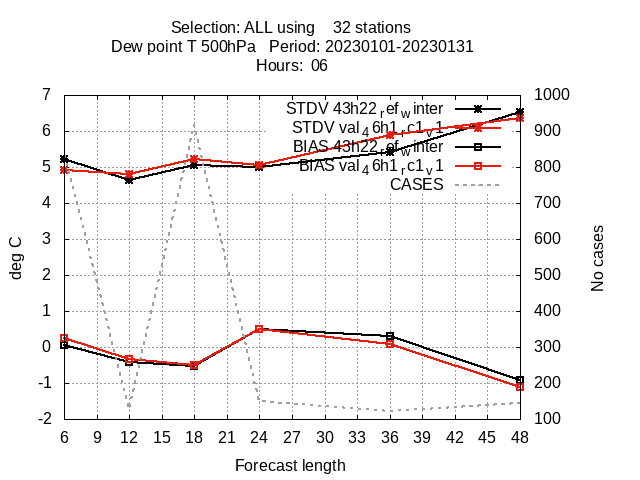 Selection: ALL using    32 stations
Dew point T 500hPa   Period: 20230101-20230131
Hours:  06
7
6
5
4
3
2
1
0
-1
-2
deg C
STDV 43h22_ref_winter
STDV val_46h1_rc1_v1
BIAS 43h22_ref_winter
BIAS val_46h1_rc1_v1
CASES
1000
900
800
700
600
500
400
300
200
100
No cases
6 9 12 15 18 21 24 27 30 33 36 39 42 45 48
Forecast length